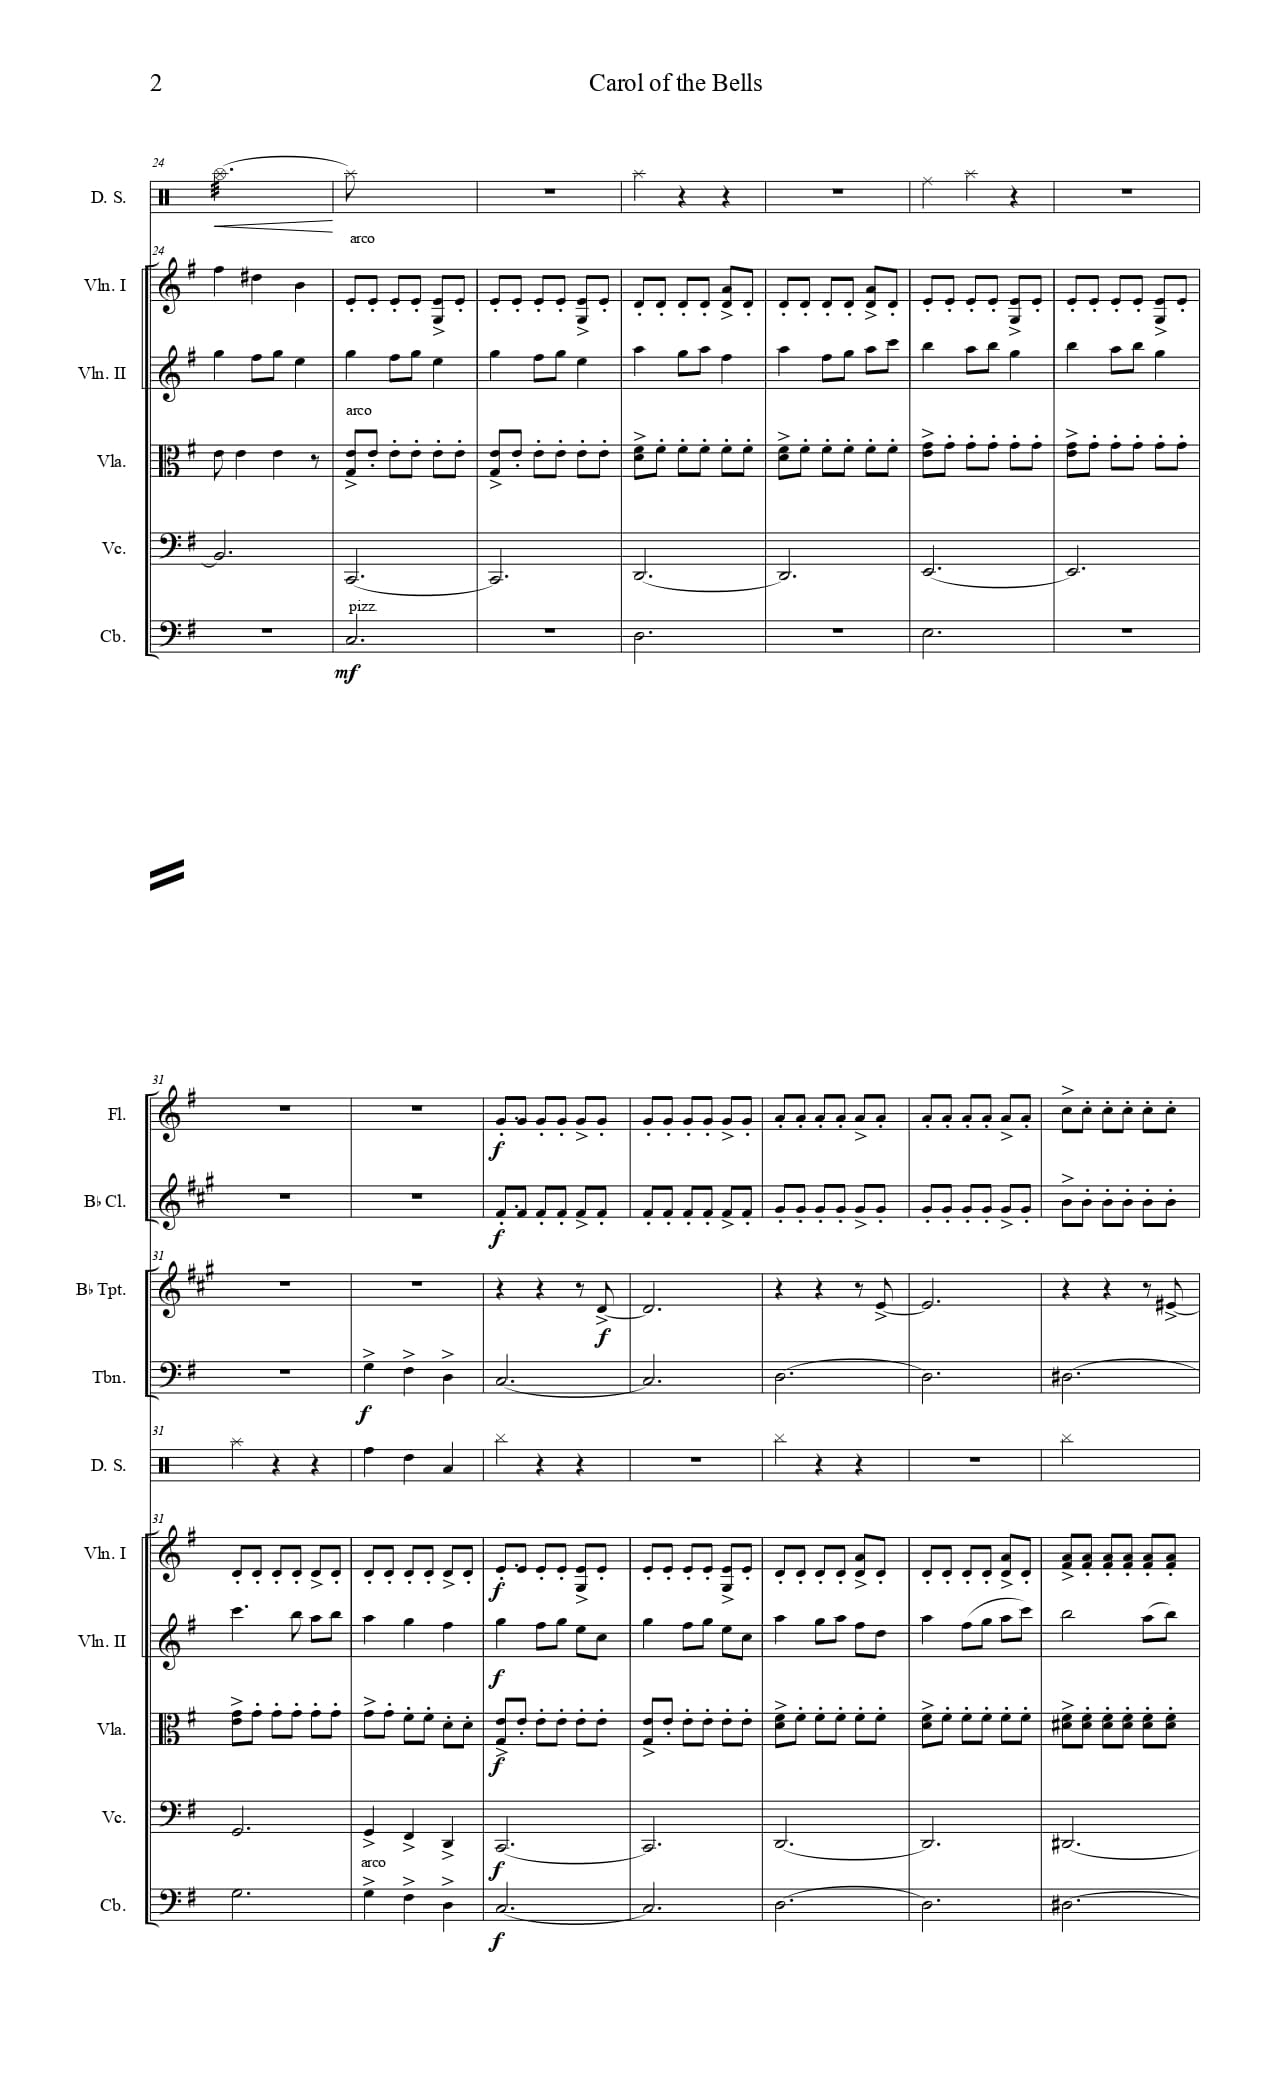 2
Carol of the Bells
24
D. S.
arco
24
Vln. I
Vln. II
arco
Vla.
Vc.
pizz.
Cb.
mf
31
Fl.
f
B♭ Cl.
f
31
B♭ Tpt.
f
Tbn.
f
31
D. S.
31
Vln. I
f
Vln. II
f
Vla.
f
Vc.
f
arco
Cb.
f